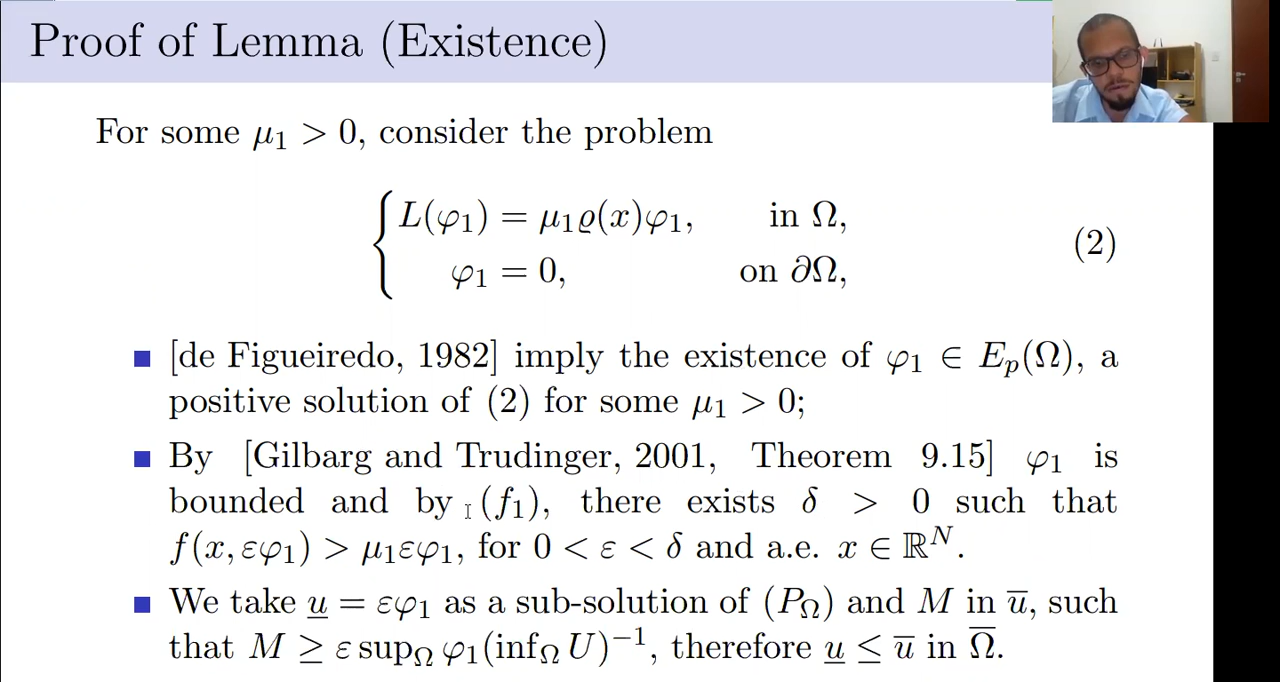 Proof of Lemma (Existence)
For some μ₁ > 0, consider the problem
L(φ₁) = μ₁ϱ(x)φ₁, in Ω,
φ₁ = 0, on ∂Ω,
(2)
[de Figueiredo, 1982] imply the existence of φ₁ ∈ Eₚ(Ω), a
positive solution of (2) for some μ₁ > 0;
By [Gilbarg and Trudinger, 2001, Theorem 9.15] φ₁ is
bounded and by (f₁), there exists δ > 0 such that
f(x, εφ₁) > μ₁εφ₁, for 0 < ε < δ and a.e. x ∈ ℝᴺ.
We take u̲ = εφ₁ as a sub-solution of (P_Ω) and M in u̅, such
that M ≥ ε sup_Ω φ₁(inf_Ω U)⁻¹, therefore u̲ ≤ u̅ in Ω̅.